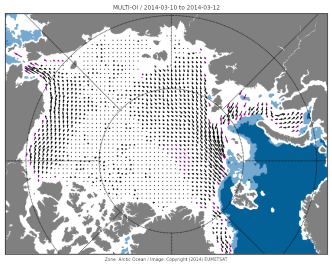 MULTI-OI / 2014-03-10 to 2014-03-12
Zone: Arctic Ocean / Image: Copyright (2014) EUMETSAT